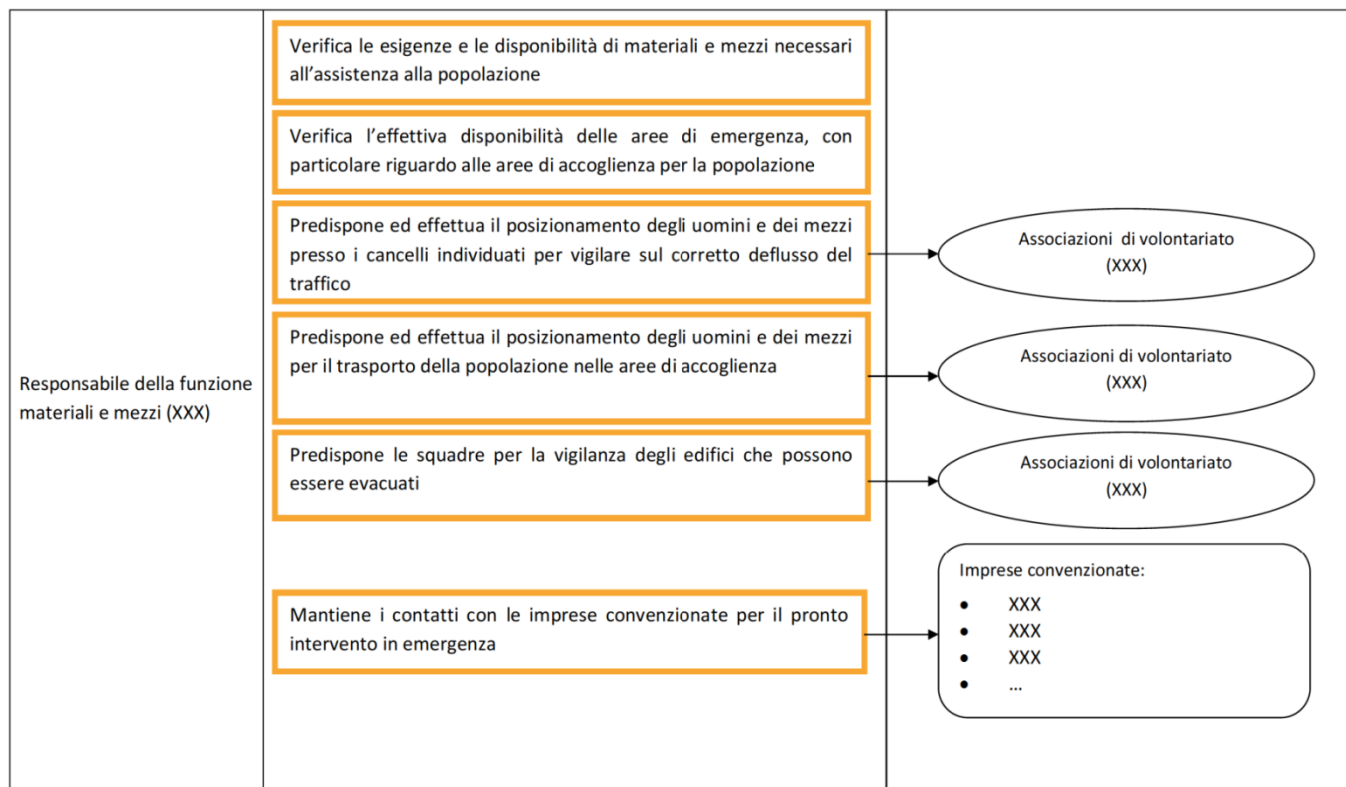 Verifica le esigenze e le disponibilità di materiali e mezzi necessari
all'assistenza alla popolazione
Verifica l'effettiva disponibilità delle aree di emergenza, con
particolare riguardo alle aree di accoglienza per la popolazione
Predispone ed effettua il posizionamento degli uomini e dei mezzi
presso i cancelli individuati per vigilare sul corretto deflusso del
traffico
Associazioni di volontariato
(XXX)
Predispone ed effettua il posizionamento degli uomini e dei mezzi
per il trasporto della popolazione nelle aree di accoglienza
Associazioni di volontariato
(XXX)
Responsabile della funzione
materiali e mezzi (XXX)
Predispone le squadre per la vigilanza degli edifici che possono
essere evacuati
Associazioni di volontariato
(XXX)
Mantiene i contatti con le imprese convenzionate per il pronto
intervento in emergenza
Imprese convenzionate:
• XXX
• XXX
• XXX
• ...